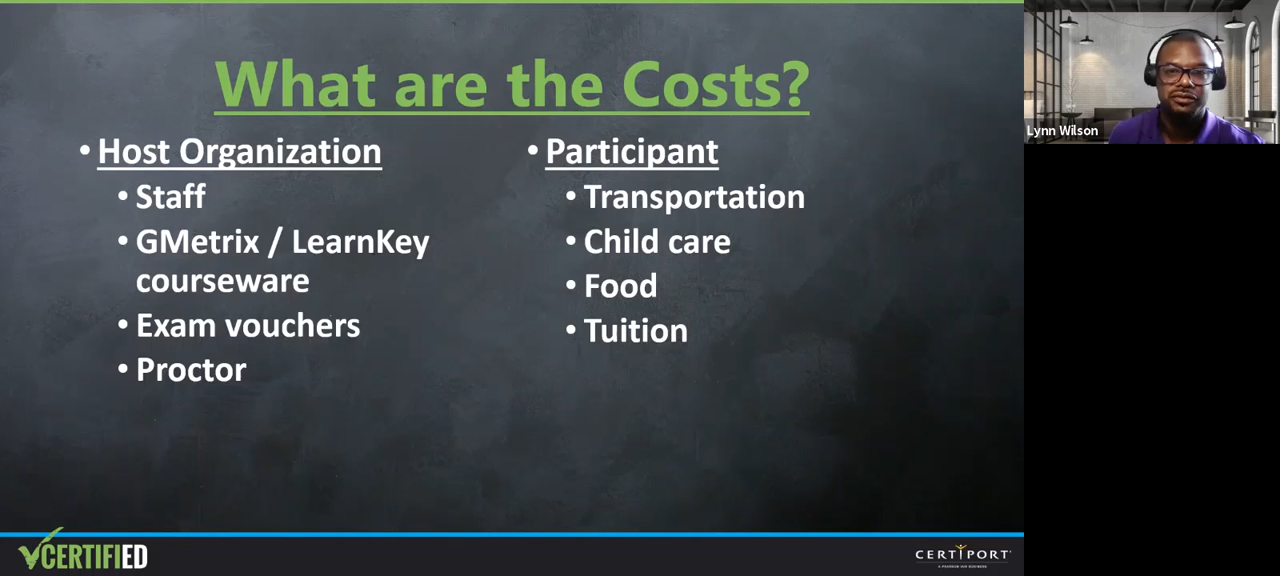 What are the Costs?
• Host Organization
• Staff
• GMetrix / LearnKey
courseware
• Exam vouchers
• Proctor
• Participant
• Transportation
• Child care
• Food
• Tuition
Lynn Wilson
CERTIFIED
CERTIPORT